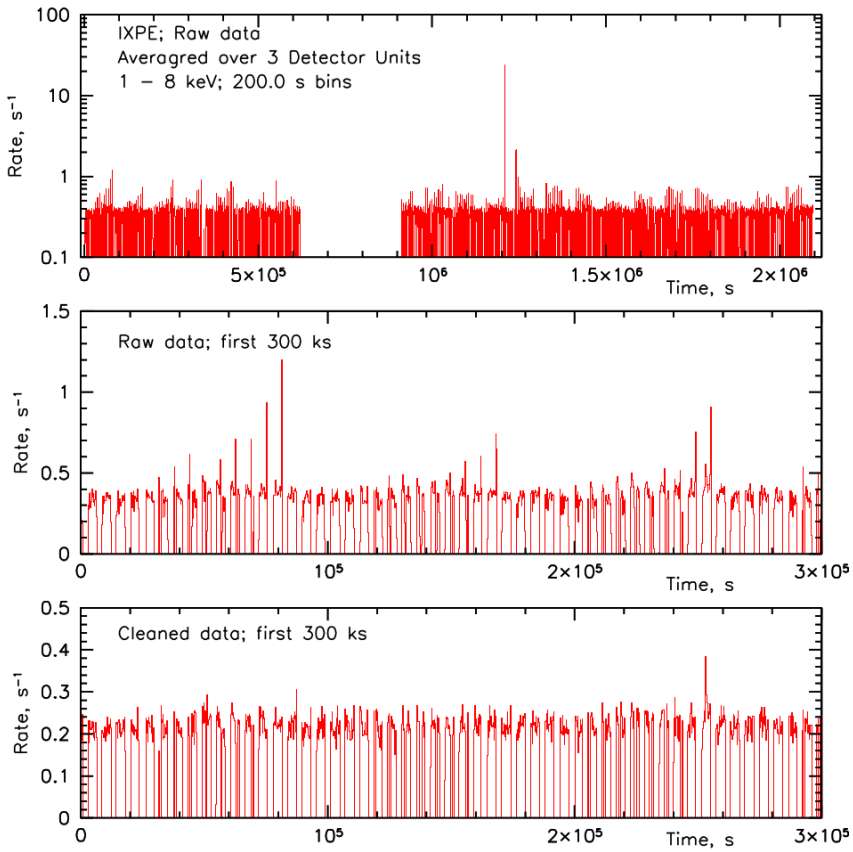 IXPE; Raw data
Averagred over 3 Detector Units
1 – 8 keV; 200.0 s bins
Rate, s⁻¹
100
10
1
0.1
0
5×10⁵
10⁶
1.5×10⁶
2×10⁶
Time, s
Raw data; first 300 ks
Rate, s⁻¹
1.5
1
0.5
0
0
10⁵
2×10⁵
3×10⁵
Time, s
Cleaned data; first 300 ks
Rate, s⁻¹
0.5
0.4
0.3
0.2
0.1
0
0
10⁵
2×10⁵
3×10⁵
Time, s